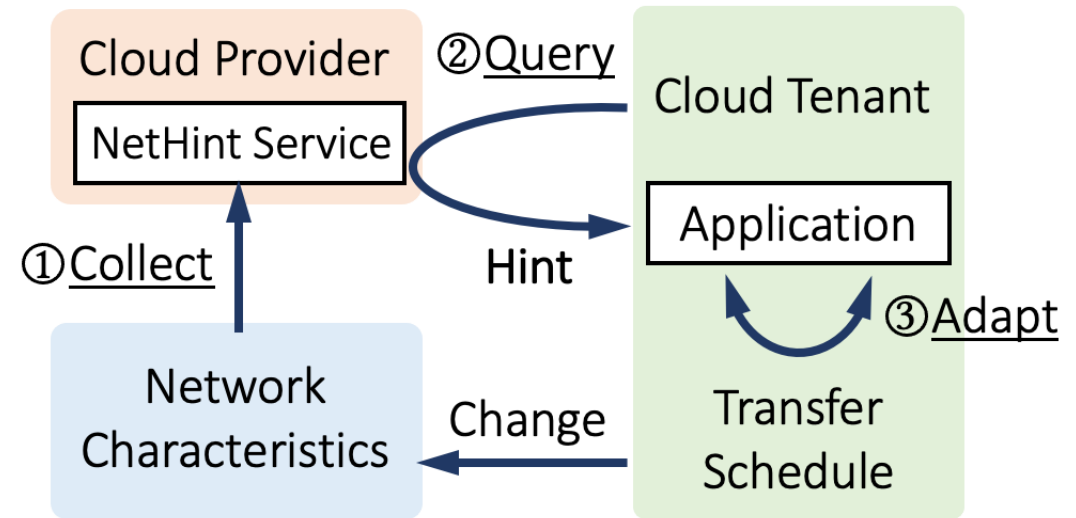 Cloud Provider
NetHint Service
②Query
Cloud Tenant
Application
Hint
①Collect
③Adapt
Network
Characteristics
Change
Transfer
Schedule